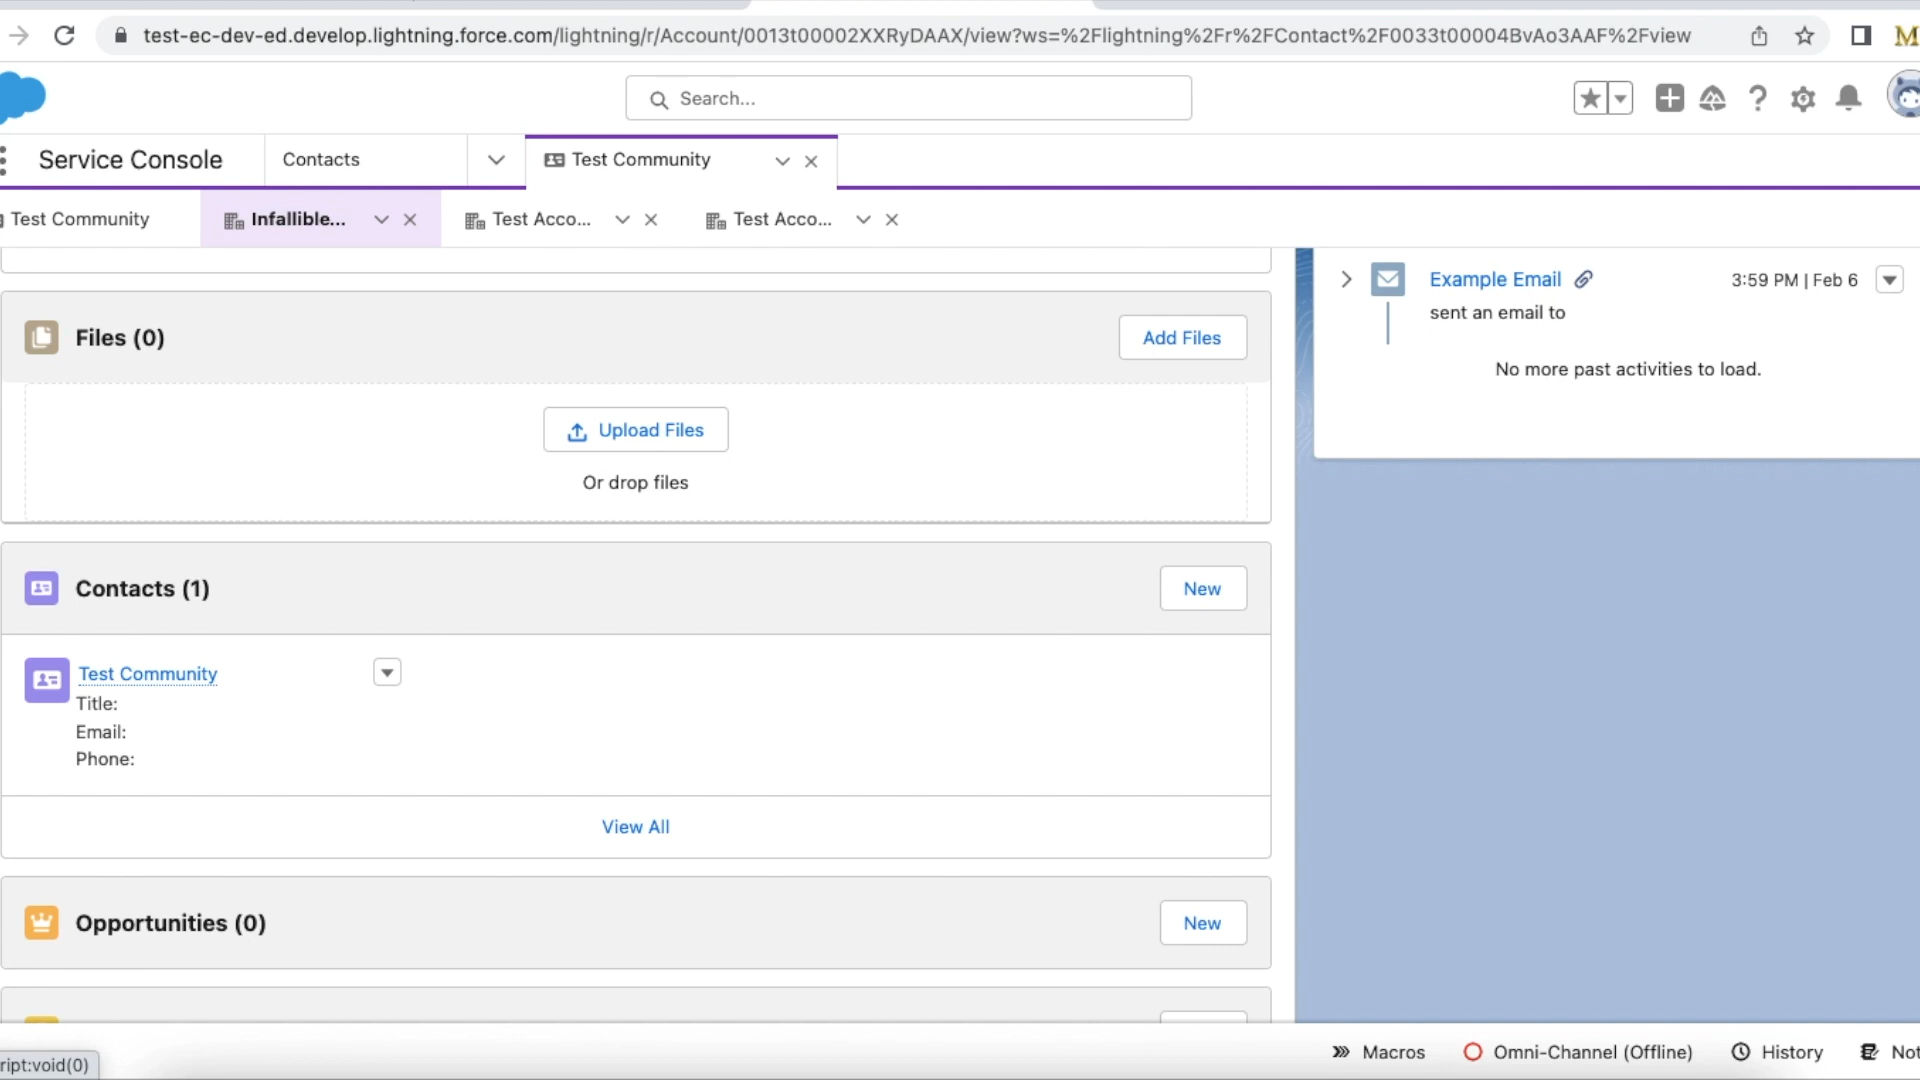 test-ec-dev-ed.develop.lightning.force.com/lightning/r/Account/0013t00002XXRyDAAX/view?ws=%2Flightning%2Fr%2FContact%2F0033t00004BvAo3AAF%2Fview
M
Search...
Service Console
Contacts
Test Community
Test Community
Infallible...
Test Acco...
Test Acco...
Files (0)
Add Files
Upload Files
Or drop files
Contacts (1)
New
Test Community
Title:
Email:
Phone:
View All
Opportunities (0)
New
Example Email
3:59 PM | Feb 6
sent an email to
No more past activities to load.
Macros
Omni-Channel (Offline)
History
Not
ript:void(0)